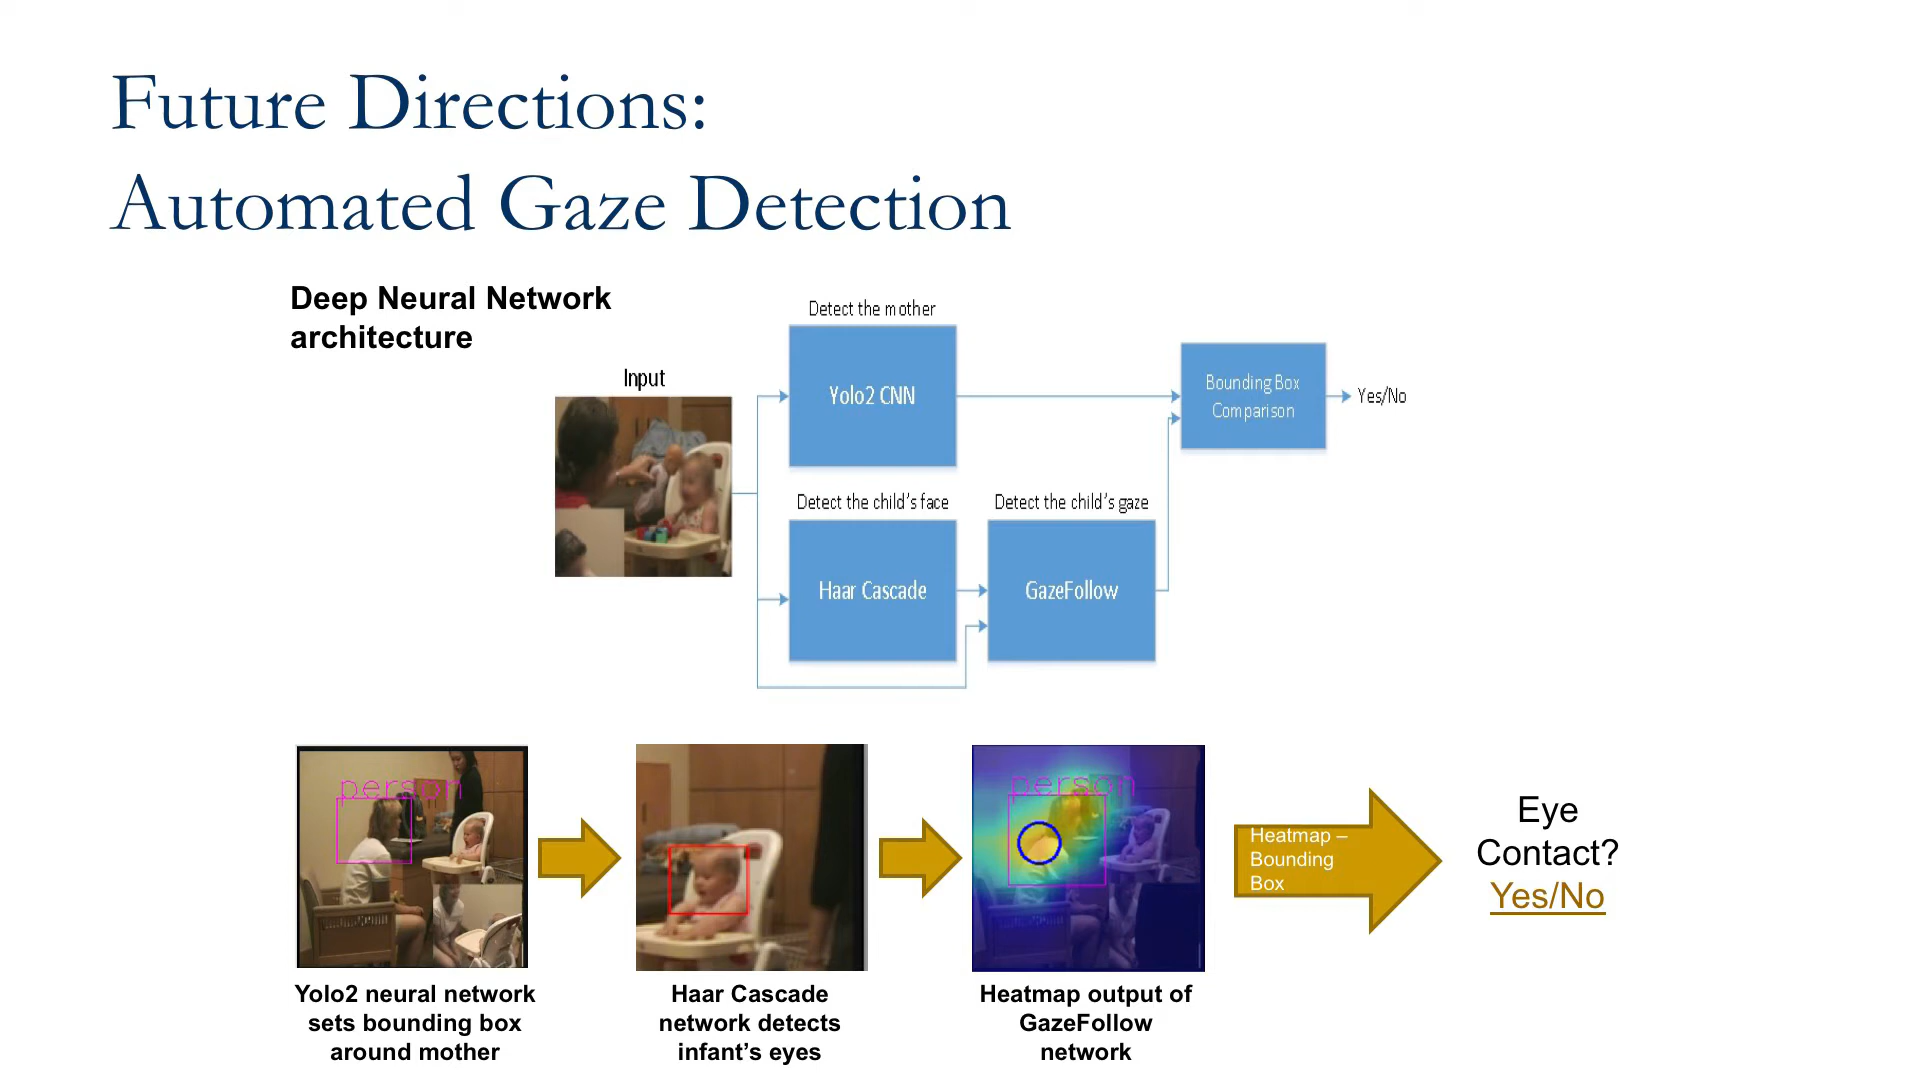 Future Directions:
Automated Gaze Detection
Deep Neural Network
architecture
Input
Detect the mother
Yolo2 CNN
Bounding Box
Comparison
Yes/No
Detect the child's face
Haar Cascade
Detect the child's gaze
GazeFollow
person
person
Heatmap –
Bounding
Box
Eye
Contact?
Yes/No
Yolo2 neural network
sets bounding box
around mother
Haar Cascade
network detects
infant's eyes
Heatmap output of
GazeFollow
network